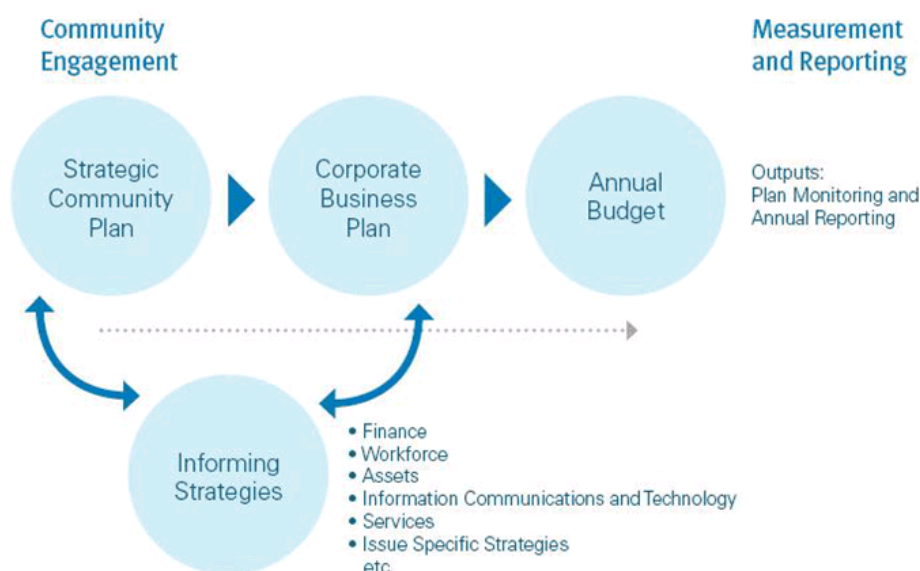 Community
Engagement
Measurement
and Reporting
Strategic
Community
Plan
Corporate
Business
Plan
Annual
Budget
Outputs:
Plan Monitoring and
Annual Reporting
Informing
Strategies
• Finance
• Workforce
• Assets
• Information Communications and Technology
• Services
• Issue Specific Strategies
etc